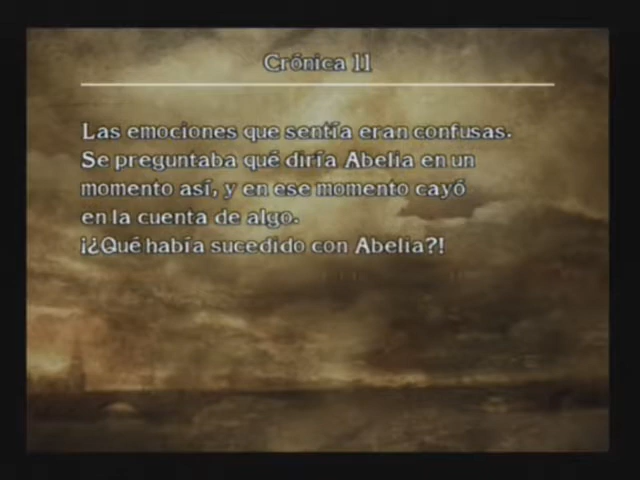 Crónica 11
Las emociones que sentía eran confusas.
Se preguntaba qué diría Abelia en un
momento así, y en ese momento cayó
en la cuenta de algo.
¡¿Qué había sucedido con Abelia?!